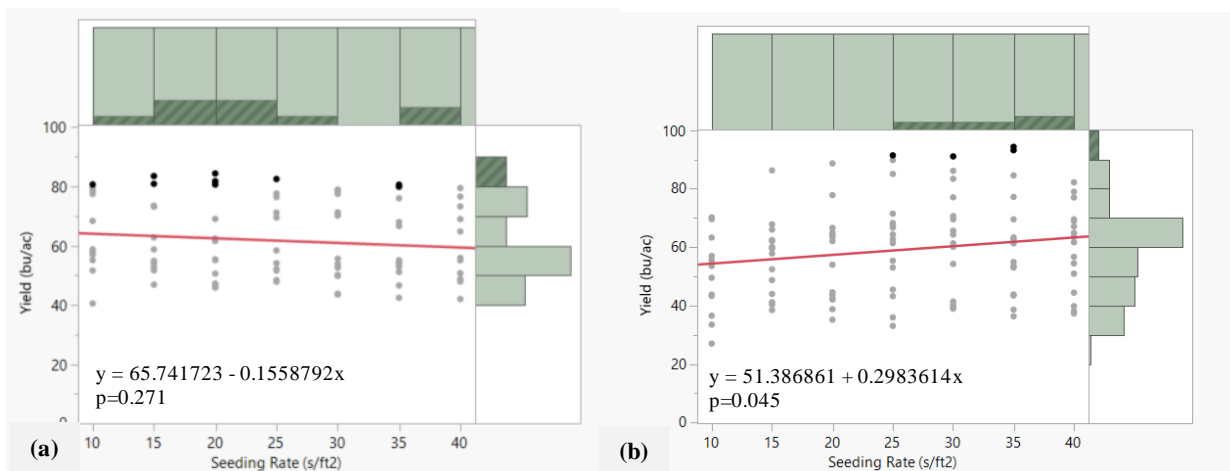 100
80
60
40
20
0
Yield (bu/ac)
y = 65.741723 - 0.1558792x
p=0.271
10 15 20 25 30 35 40
Seeding Rate (s/ft2)
(a)
100
80
60
40
20
0
Yield (bu/ac)
y = 51.386861 + 0.2983614x
p=0.045
10 15 20 25 30 35 40
Seeding Rate (s/ft2)
(b)